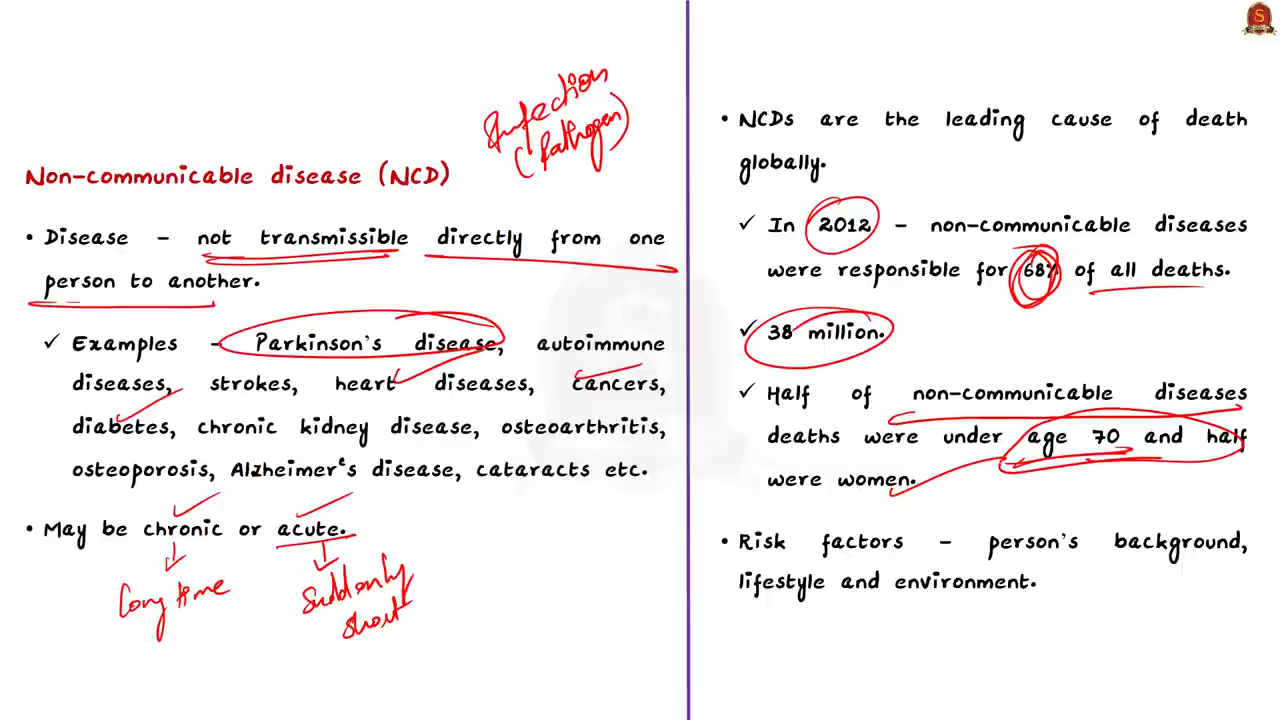 Infection
(Pathogen)
Non-communicable disease (NCD)
• Disease – not transmissible directly from one
person to another.
✓ Examples – Parkinson's disease, autoimmune
diseases, strokes, heart diseases, cancers,
diabetes, chronic kidney disease, osteoarthritis,
osteoporosis, Alzheimer's disease, cataracts etc.
• May be chronic or acute.
Long time
Suddenly
short
• NCDs are the leading cause of death
globally.
✓ In 2012 – non-communicable diseases
were responsible for 68% of all deaths.
✓ 38 million.
✓ Half of non-communicable diseases
deaths were under age 70 and half
were women.
• Risk factors – person's background,
lifestyle and environment.